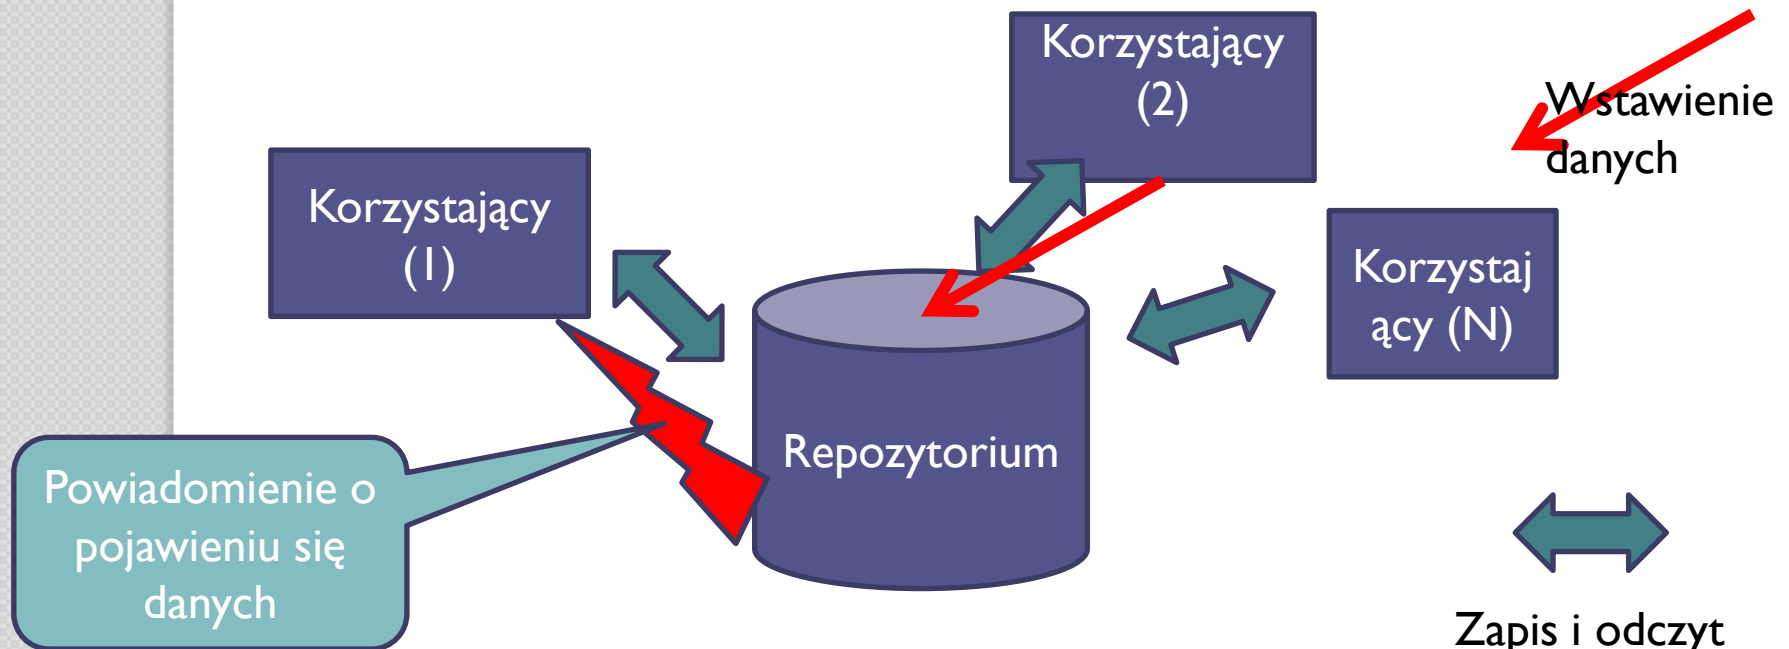 Korzystający
(2)
Wstawienie
danych
Korzystający
(1)
Korzystaj
ący (N)
Repozytorium
Powiadomienie o
pojawieniu się
danych
Zapis i odczyt